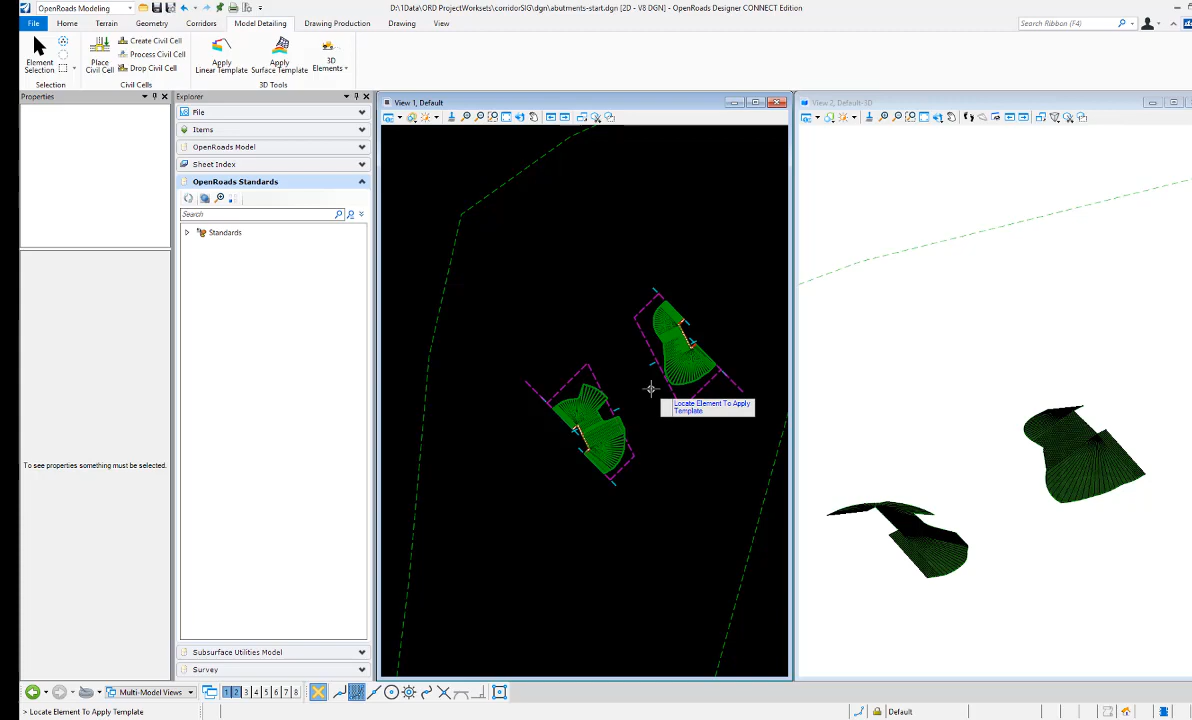 OpenRoads Modeling
D:\1Data\ORD ProjectWorksets\corridorSIG\dgn\abutments-start.dgn [2D - V8 DGN] - OpenRoads Designer CONNECT Edition
File Home Terrain Geometry Corridors Model Detailing Drawing Production Drawing View
Search Ribbon (F4)
Element Selection
Selection
Place Civil Cell
Create Civil Cell
Process Civil Cell
Drop Civil Cell
Civil Cells
Apply Linear Template
Apply Surface Template
3D Elements
3D Tools
Properties
To see properties something must be selected.
Explorer
File
Items
OpenRoads Model
Sheet Index
OpenRoads Standards
Search
Standards
Subsurface Utilities Model
Survey
View 1, Default
Locate Element To Apply
Template
View 2, Default-3D
Multi-Model Views
1 2 3 4 5 6 7 8
> Locate Element To Apply Template
Default